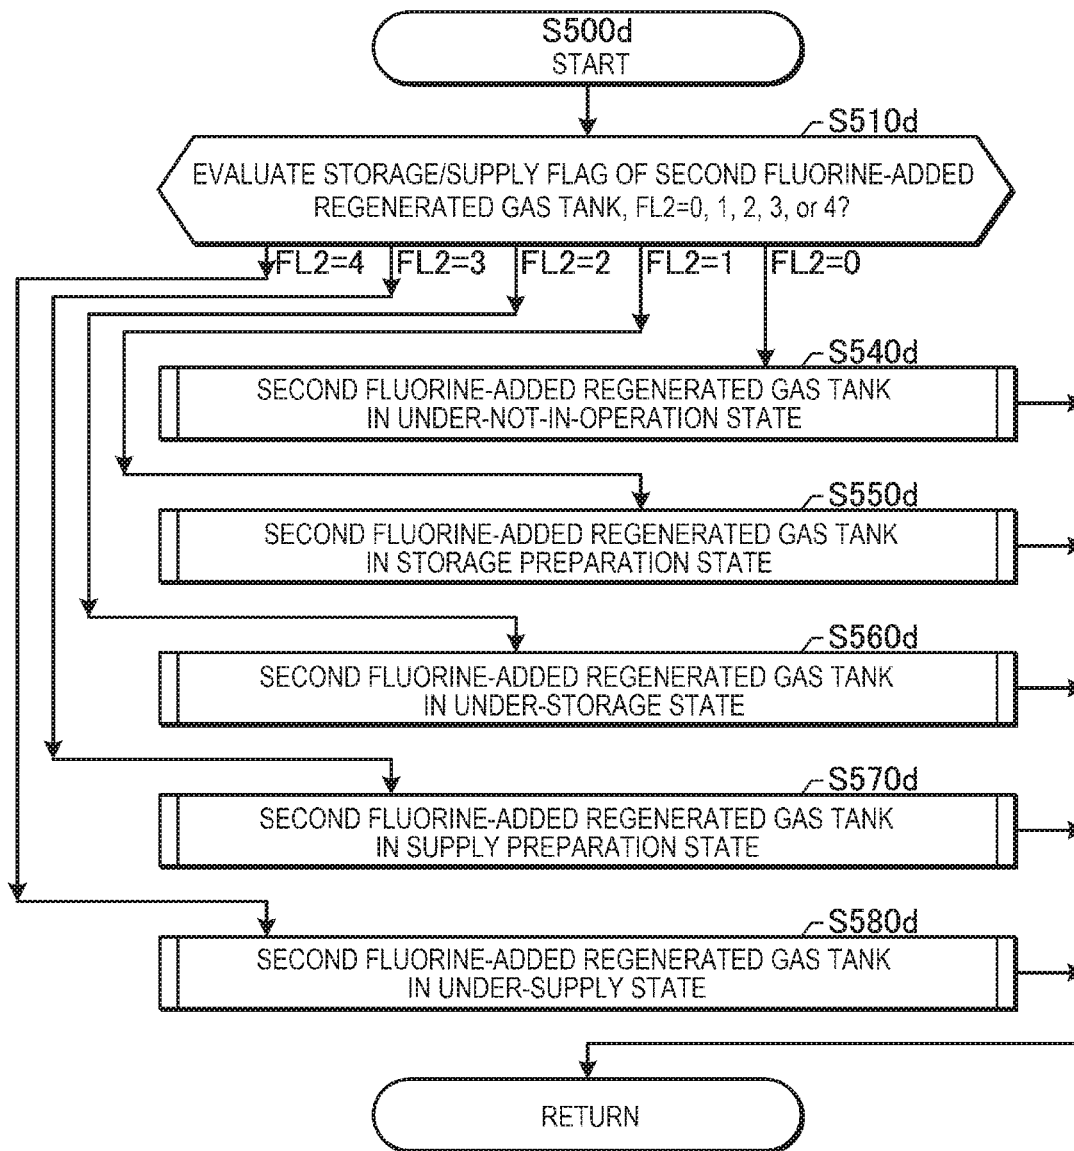 S500d
START
S510d
EVALUATE STORAGE/SUPPLY FLAG OF SECOND FLUORINE-ADDED
REGENERATED GAS TANK, FL2=0, 1, 2, 3, or 4?
FL2=4 FL2=3 FL2=2 FL2=1 FL2=0
S540d
SECOND FLUORINE-ADDED REGENERATED GAS TANK
IN UNDER-NOT-IN-OPERATION STATE
S550d
SECOND FLUORINE-ADDED REGENERATED GAS TANK
IN STORAGE PREPARATION STATE
S560d
SECOND FLUORINE-ADDED REGENERATED GAS TANK
IN UNDER-STORAGE STATE
S570d
SECOND FLUORINE-ADDED REGENERATED GAS TANK
IN SUPPLY PREPARATION STATE
S580d
SECOND FLUORINE-ADDED REGENERATED GAS TANK
IN UNDER-SUPPLY STATE
RETURN